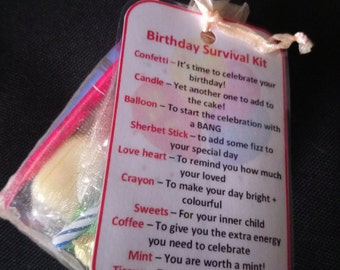 Birthday Survival Kit
Confetti – It's time to celebrate your
birthday!
Candle – Yet another one to add to
the cake!
Balloon – To start the celebration with
a BANG
Sherbet Stick – to add some fizz to
your special day
Love heart – To remind you how much
your loved
Crayon – To make your day bright +
colourful
Sweets – For your inner child
Coffee – To give you the extra energy
you need to celebrate
Mint – You are worth a mint!